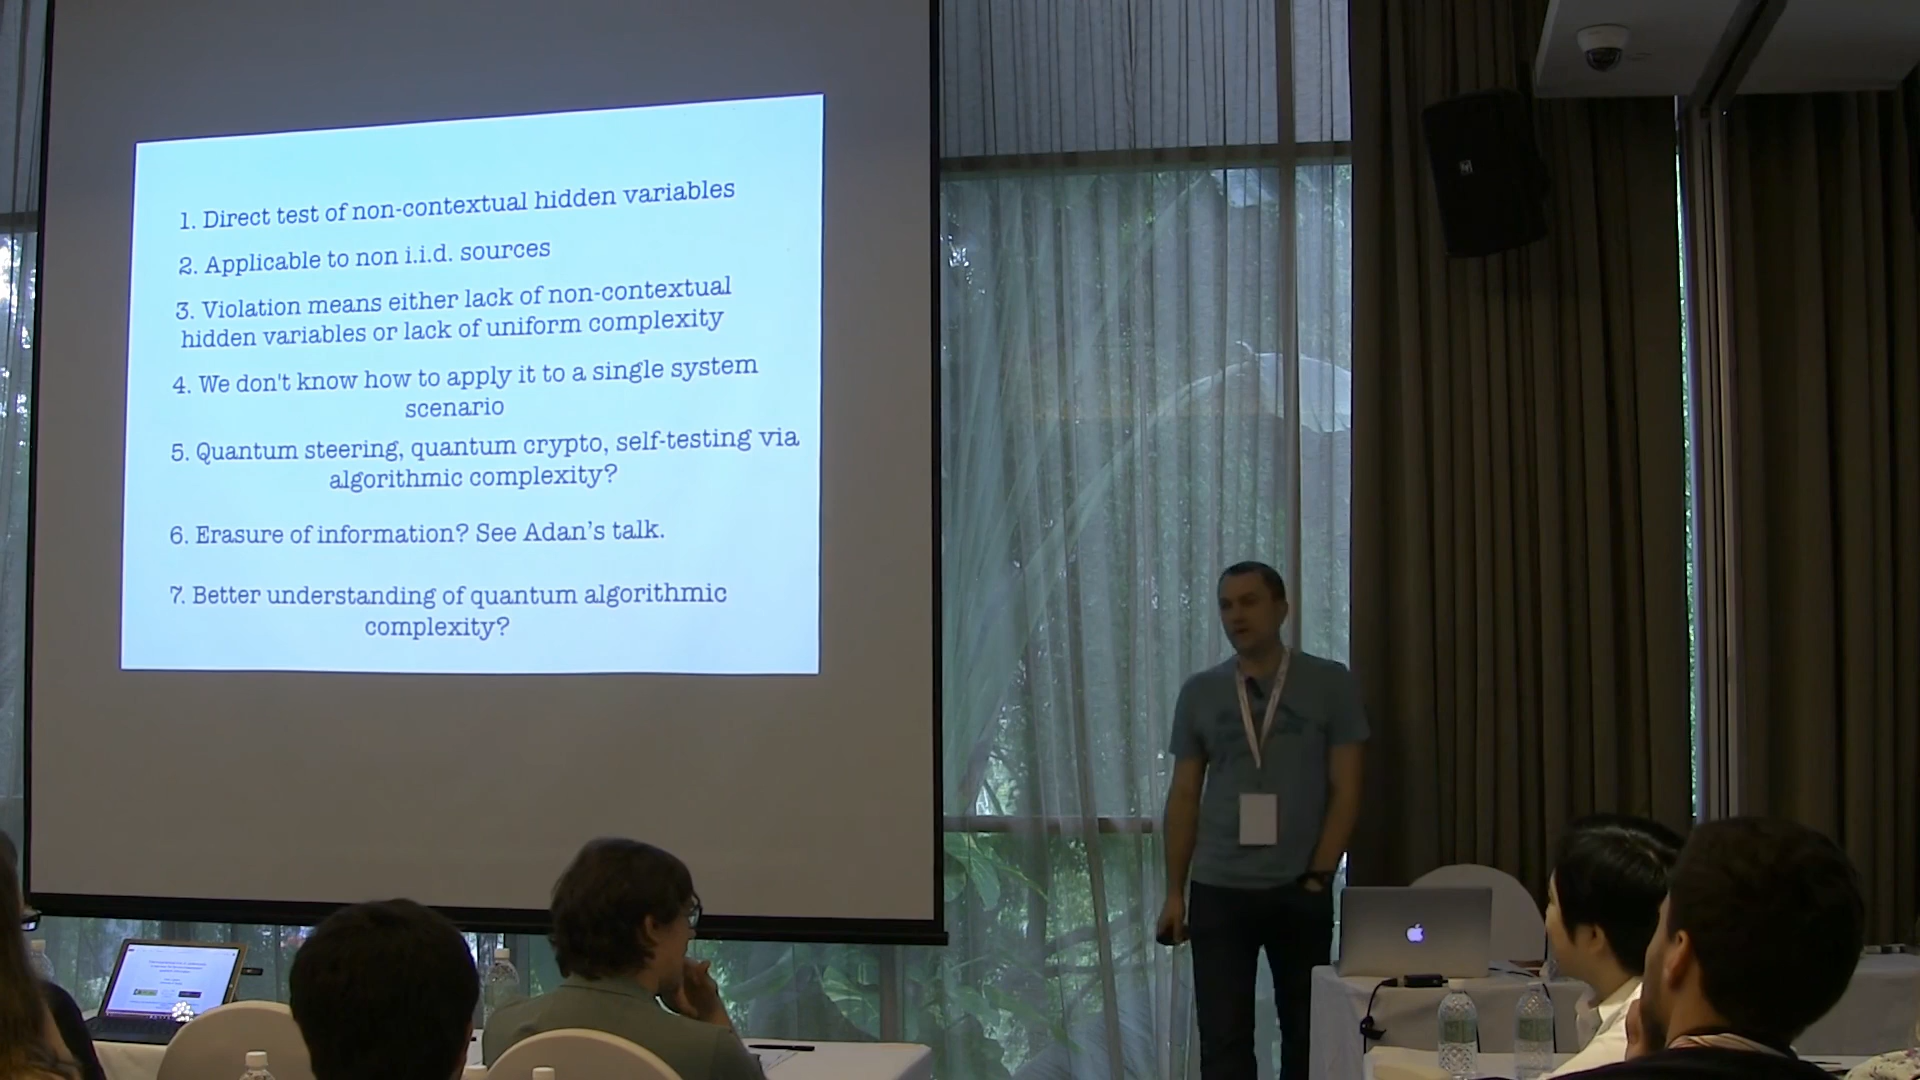 1. Direct test of non-contextual hidden variables
2. Applicable to non i.i.d. sources
3. Violation means either lack of non-contextual
hidden variables or lack of uniform complexity
4. We don't know how to apply it to a single system
scenario
5. Quantum steering, quantum crypto, self-testing via
algorithmic complexity?
6. Erasure of information? See Adan's talk.
7. Better understanding of quantum algorithmic
complexity?